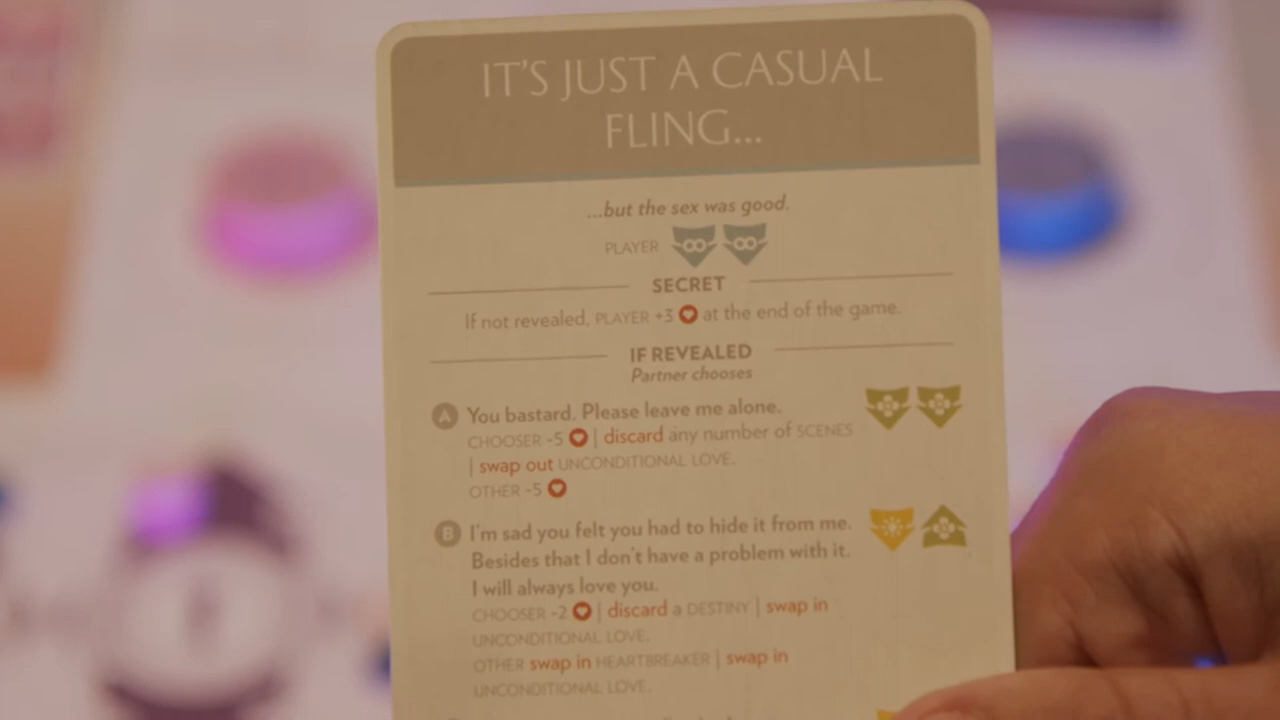 IT'S JUST A CASUAL
FLING...
...but the sex was good.
PLAYER
SECRET
If not revealed, PLAYER +3 at the end of the game.
IF REVEALED
Partner chooses
A You bastard. Please leave me alone.
CHOOSER -5 | discard any number of SCENES
| swap out UNCONDITIONAL LOVE.
OTHER -5
B I'm sad you felt you had to hide it from me.
Besides that I don't have a problem with it.
I will always love you.
CHOOSER -2 | discard a DESTINY | swap in
UNCONDITIONAL LOVE.
OTHER swap in HEARTBREAKER | swap in
UNCONDITIONAL LOVE.